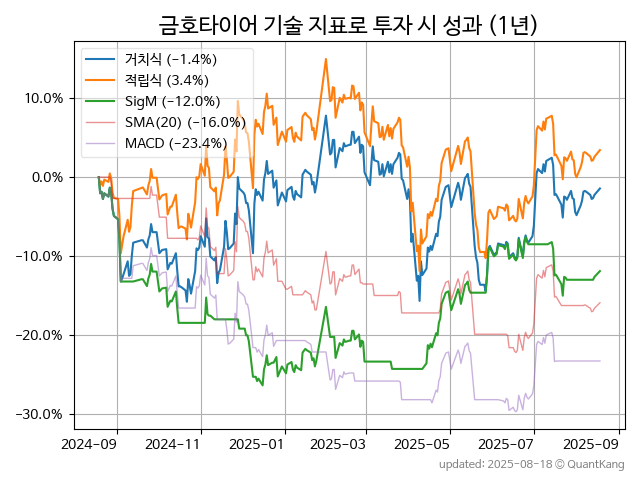 금호타이어 기술 지표로 투자 시 성과 (1년)
거치식 (−1.4%)
적립식 (3.4%)
SigM (−12.0%)
SMA(20) (−16.0%)
MACD (−23.4%)
10.0%
0.0%
−10.0%
−20.0%
−30.0%
2024−09 2024−11 2025−01 2025−03 2025−05 2025−07 2025−09
updated: 2025−08−18 © QuantKang